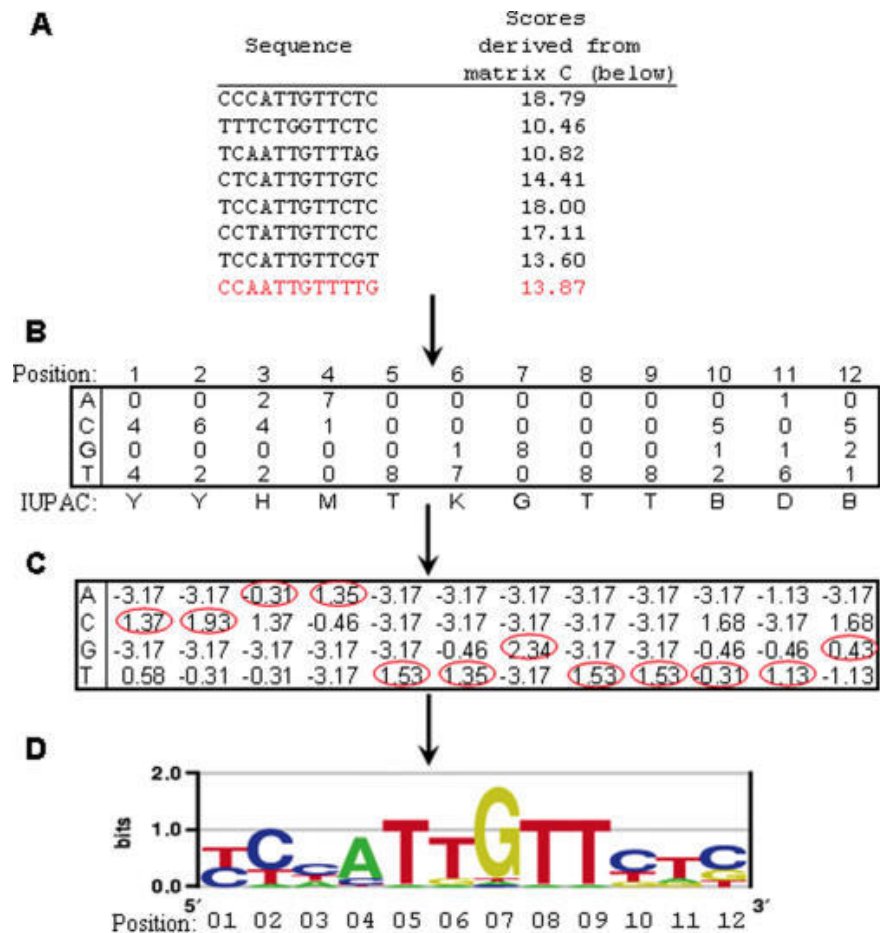 A
Scores
Sequence derived from
matrix C (below)
CCCATTGTTCTC 18.79
TTTCTGGTTCTC 10.46
TCAATTGTTTAG 10.82
CTCATTGTTGTC 14.41
TCCATTGTTCTC 18.00
CCTATTGTTCTC 17.11
TCCATTGTTCGT 13.60
CCAATTGTTTTG 13.87
B
Position: 1 2 3 4 5 6 7 8 9 10 11 12
A 0 0 2 7 0 0 0 0 0 0 1 0
C 4 6 4 1 0 0 0 0 0 5 0 5
G 0 0 0 0 0 1 8 0 0 1 1 2
T 4 2 2 0 8 7 0 8 8 2 6 1
IUPAC: Y Y H M T K G T T B D B
C
A -3.17 -3.17 -0.31 1.35 -3.17 -3.17 -3.17 -3.17 -3.17 -3.17 -1.13 -3.17
C 1.37 1.93 1.37 -0.46 -3.17 -3.17 -3.17 -3.17 -3.17 1.68 -3.17 1.68
G -3.17 -3.17 -3.17 -3.17 -3.17 -0.46 2.34 -3.17 -3.17 -0.46 -0.46 0.43
T 0.58 -0.31 -0.31 -3.17 1.53 1.35 -3.17 1.53 1.53 -0.31 1.13 -1.13
D
2.0
bits
1.0
0.0
T C C A T T G T T C T C
C T T C G T T T G
5′ 3′
Position: 01 02 03 04 05 06 07 08 09 10 11 12